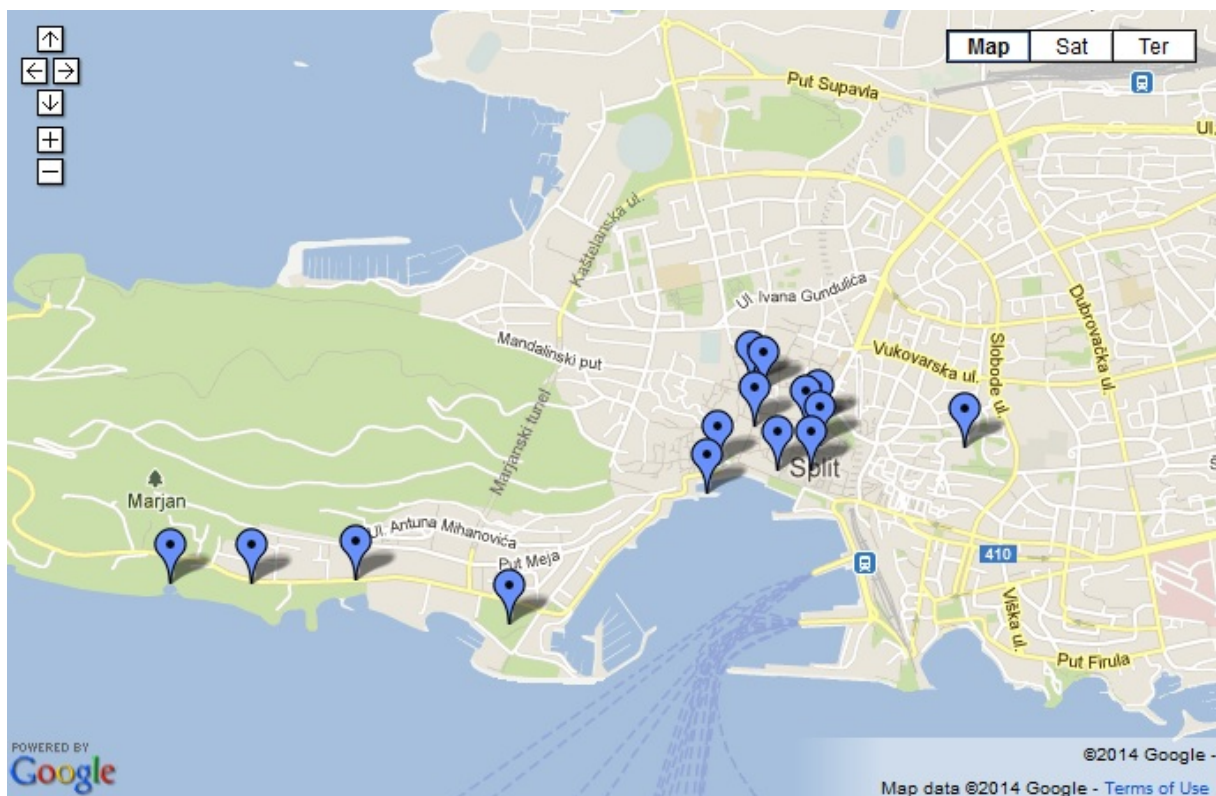 Map
Sat
Ter
Put Supavla
Ul.
Kaštelanska ul.
Ul. Ivana Gundulića
Dubrovačka ul.
Mandalinski put
Vukovarska ul.
Slobode ul.
Marjanski tunel
Split
Marjan
Ul. Antuna Mihanovića
Put Meja
410
Viška ul.
Put Firula
POWERED BY
Google
©2014 Google -
Map data ©2014 Google - Terms of Use